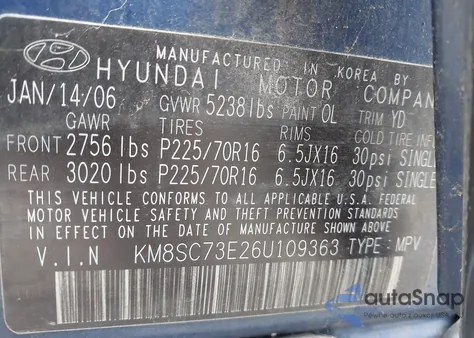 MANUFACTURED IN KOREA BY
HYUNDAI MOTOR COMPAN
JAN/14/06 GVWR 5238lbs PAINT OL TRIM YD
GAWR TIRES RIMS COLD TIRE INFL
FRONT 2756 lbs P225/70R16 6.5JX16 30psi SINGLE
REAR 3020 lbs P225/70R16 6.5JX16 30psi SINGLE
THIS VEHICLE CONFORMS TO ALL APPLICABLE U.S.A. FEDERAL
MOTOR VEHICLE SAFETY AND THEFT PREVENTION STANDARDS
IN EFFECT ON THE DATE OF MANUFACTURE SHOWN ABOVE.
V.I.N KM8SC73E26U109363 TYPE : MPV
autoSnap